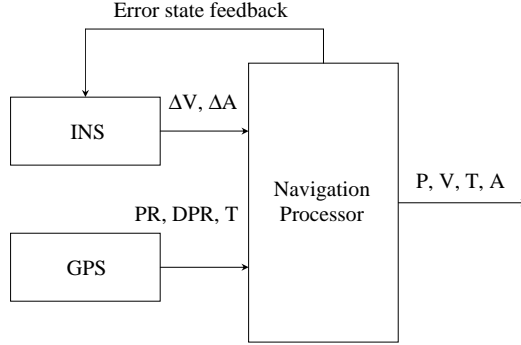 Error state feedback
ΔV, ΔA
INS
Navigation
Processor
P, V, T, A
PR, DPR, T
GPS